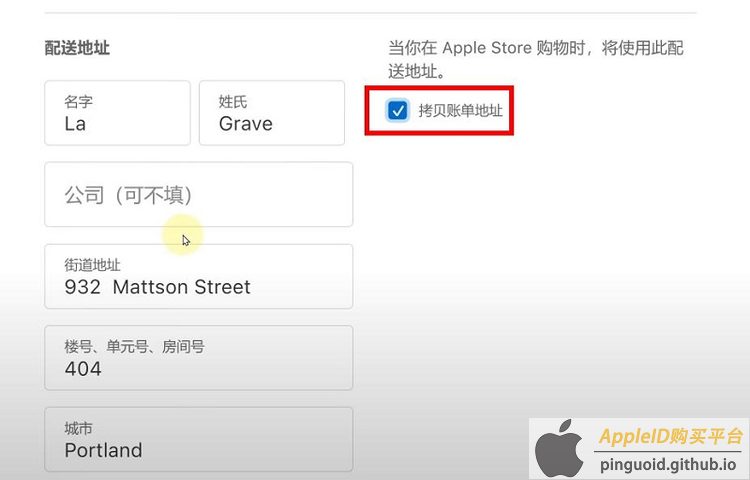 配送地址
当你在 Apple Store 购物时，将使用此配
送地址。
名字
La
姓氏
Grave
拷贝账单地址
公司（可不填）
街道地址
932 Mattson Street
楼号、单元号、房间号
404
城市
Portland
AppleID购买平台
pinguoid.github.io